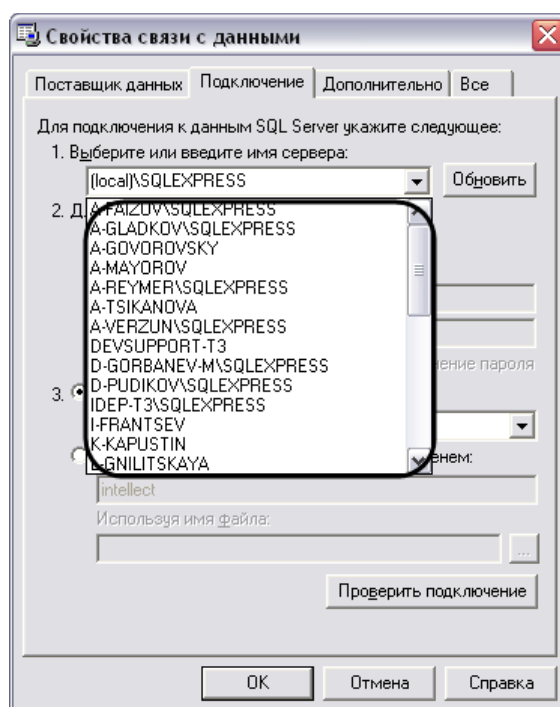 Свойства связи с данными
Поставщик данных Подключение Дополнительно Все
Для подключения к данным SQL Server укажите следующее:
1. Выберите или введите имя сервера:
(local)\SQLEXPRESS Обновить
2. Д
A-FAIZOV\SQLEXPRESS
A-GLADKOV\SQLEXPRESS
A-GOVOROVSKY
A-MAYOROV
A-REYMER\SQLEXPRESS
A-TSIKANOVA
A-VERZUN\SQLEXPRESS
DEVSUPPORT-T3
D-GORBANEV-M\SQLEXPRESS
пароля
D-PUDIKOV\SQLEXPRESS
3.
IDEP-T3\SQLEXPRESS
I-FRANTSEV
K-KAPUSTIN
L-GNILITSKAYA
intellect
Используя имя файла:
...
Проверить подключение
OK Отмена Справка